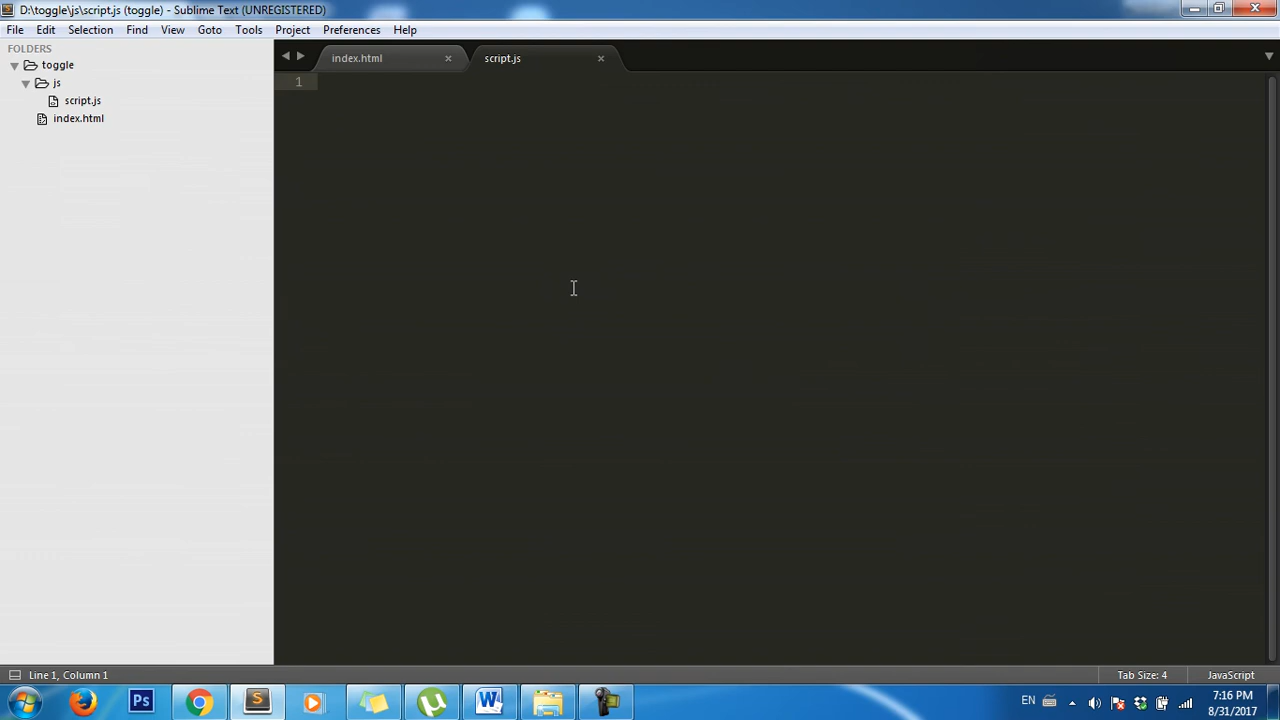 D:\toggle\js\script.js (toggle) - Sublime Text (UNREGISTERED)
File Edit Selection Find View Goto Tools Project Preferences Help
FOLDERS
toggle
js
script.js
index.html
index.html × script.js ×
1
Line 1, Column 1
Tab Size: 4 JavaScript
Ps
S
W
EN
7:16 PM
8/31/2017